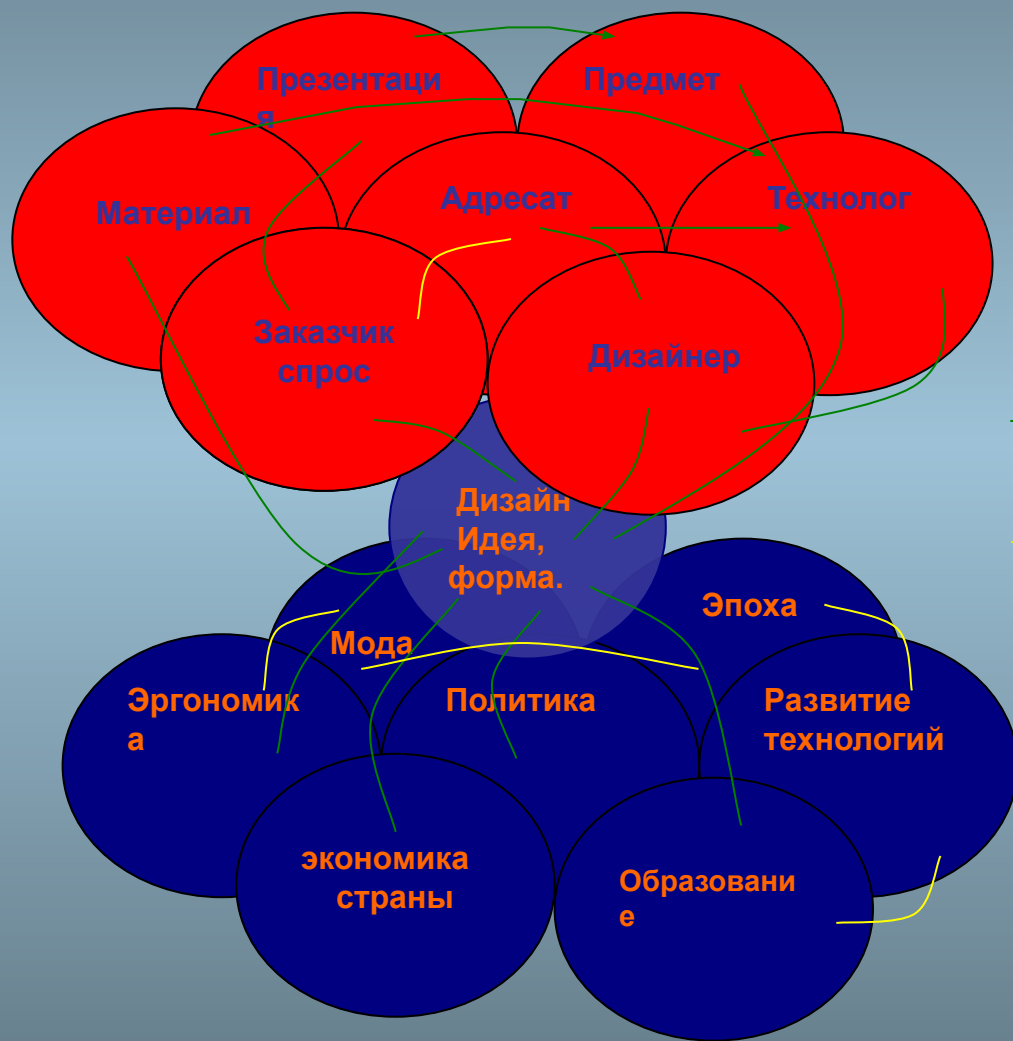 Презентаци
я
Предмет
Материал
Адресат
Технолог
Заказчик
спрос
Дизайнер
Дизайн
Идея,
форма.
Мода
Эпоха
Эргономик
а
Политика
Развитие
технологий
экономика
страны
Образовани
е